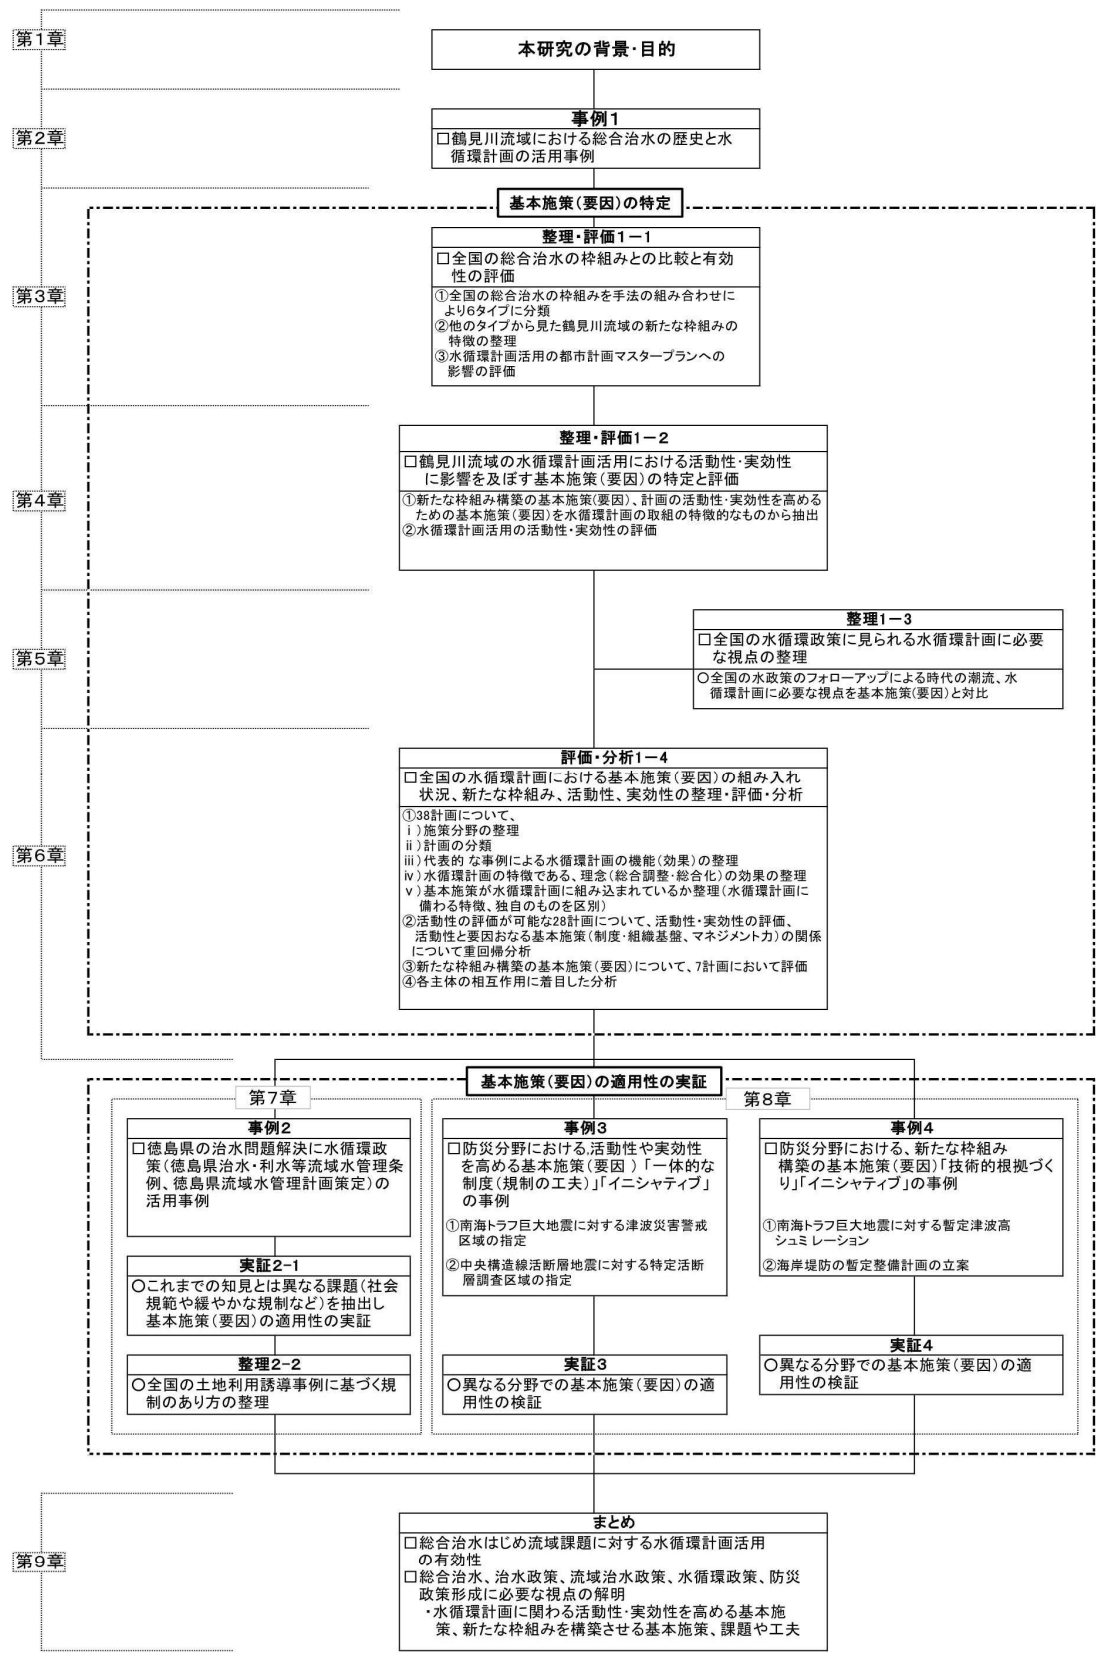 第1章
本研究の背景・目的
第2章
事例1
□鶴見川流域における総合治水の歴史と水
循環計画の活用事例
基本施策(要因)の特定
第3章
整理・評価1－1
□全国の総合治水の枠組みとの比較と有効
性の評価
①全国の総合治水の枠組みを手法の組み合わせに
より6タイプに分類
②他のタイプから見た鶴見川流域の新たな枠組みの
特徴の整理
③水循環計画活用の都市計画マスタープランへの
影響の評価
第4章
整理・評価1－2
□鶴見川流域の水循環計画活用における活動性・実効性
に影響を及ぼす基本施策(要因)の特定と評価
①新たな枠組み構築の基本施策(要因)、計画の活動性・実効性を高める
ための基本施策(要因)を水循環計画の取組の特徴的なものから抽出
②水循環計画活用の活動性・実効性の評価
第5章
整理1－3
□全国の水循環政策に見られる水循環計画に必要
な視点の整理
○全国の水政策のフォローアップによる時代の潮流、水
循環計画に必要な視点を基本施策(要因)と対比
第6章
評価・分析1－4
□全国の水循環計画における基本施策(要因)の組み入れ
状況、新たな枠組み、活動性、実効性の整理・評価・分析
①38計画について、
ⅰ)施策分野の整理
ⅱ)計画の分類
ⅲ)代表的 な事例による水循環計画の機能(効果)の整理
ⅳ)水循環計画の特徴である、理念(総合調整・総合化)の効果の整理
ⅴ)基本施策が水循環計画に組み込まれているか整理(水循環計画に
備わる特徴、独自のものを区別)
②活動性の評価が可能な28計画について、活動性・実効性の評価、
活動性と要因おなる基本施策(制度・組織基盤、マネジメント力)の関係
について重回帰分析
③新たな枠組み構築の基本施策(要因)について、7計画において評価
④各主体の相互作用に着目した分析
基本施策(要因)の適用性の実証
第7章
事例2
□徳島県の治水問題解決に水循環政
策(徳島県治水・利水等流域水管理条
例、徳島県流域水管理計画策定)の
活用事例
実証2-1
○これまでの知見とは異なる課題(社会
規範や緩やかな規制など)を抽出し
基本施策(要因)の適用性の実証
整理2-2
○全国の土地利用誘導事例に基づく規
制のあり方の整理
第8章
事例3
□防災分野における,活動性や実効性
を高める基本施策(要因 )「一体的な
制度(規制の工夫)」「イニシャティブ」
の事例
①南海トラフ巨大地震に対する津波災害警戒
区域の指定
②中央構造線活断層地震に対する特定活断
層調査区域の指定
実証3
○異なる分野での基本施策(要因)の適
用性の検証
事例4
□防災分野における、新たな枠組み
構築の基本施策(要因)「技術的根拠づく
り」「イニシャティブ」の事例
①南海トラフ巨大地震に対する暫定津波高
シュミ レーション
②海岸堤防の暫定整備計画の立案
実証4
○異なる分野での基本施策(要因)の適
用性の検証
第9章
まとめ
□総合治水はじめ流域課題に対する水循環計画活用
の有効性
□総合治水、治水政策、流域治水政策、水循環政策、防災
政策形成に必要な視点の解明
・水循環計画に関わる活動性・実効性を高める基本施
策、新たな枠組みを構築させる基本施策、課題や工夫